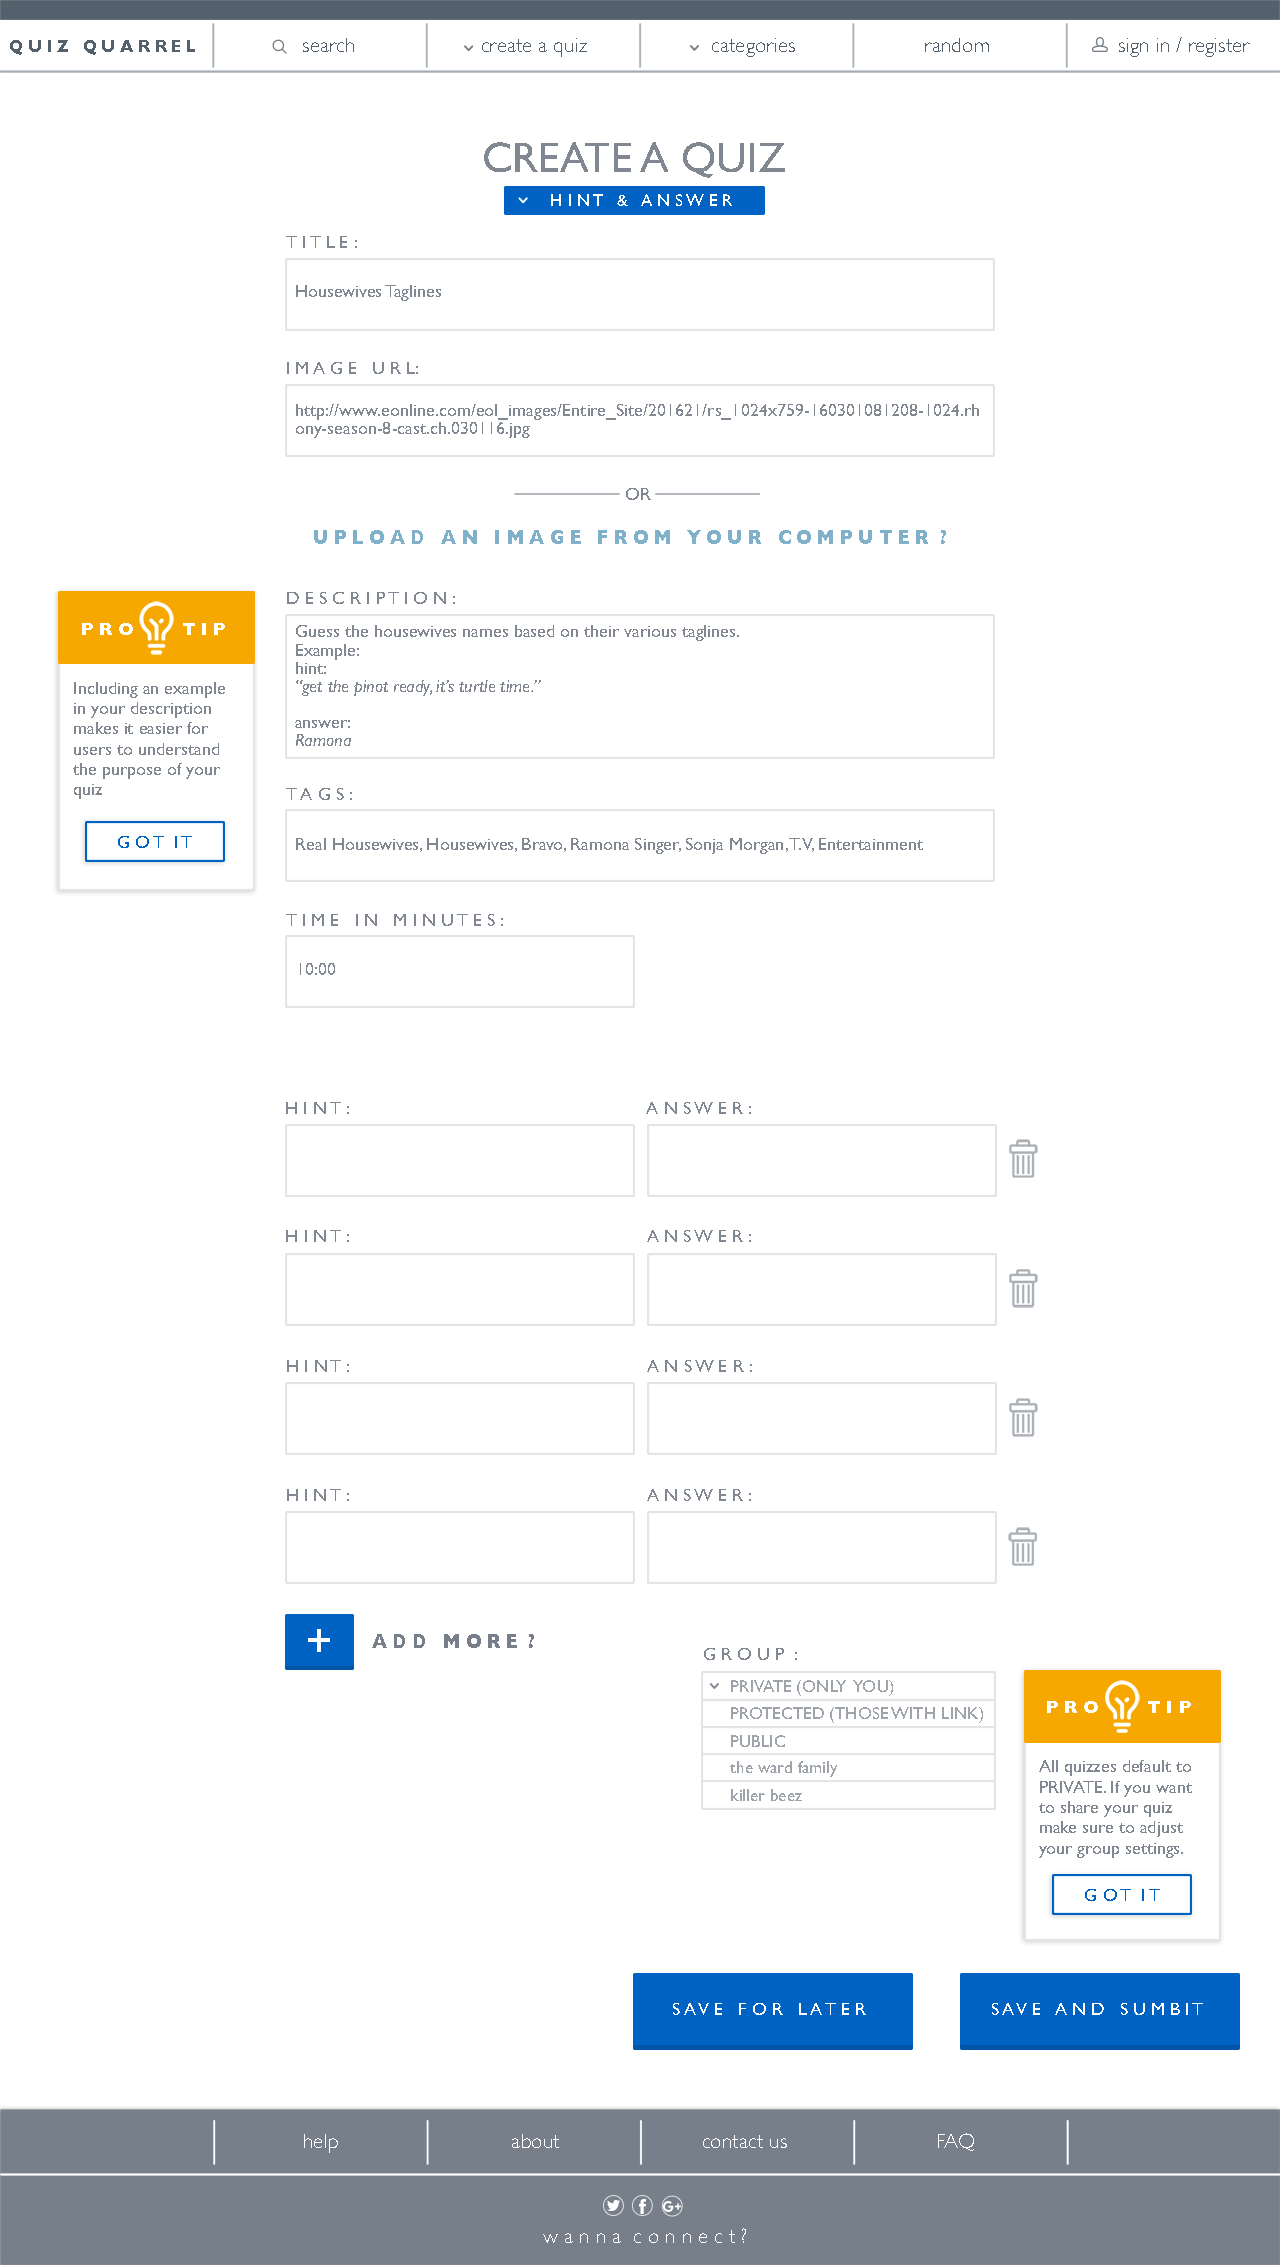 QUIZ QUARREL
search
create a quiz
categories
random
sign in / register
CREATE A QUIZ
HINT & ANSWER
TITLE:
Housewives Taglines
IMAGE URL:
http://www.eonline.com/eol_images/Entire_Site/201621/rs_1024x759-16030108 1208-1024.rh
ony-season-8-cast.ch.030116.jpg
OR
UPLOAD AN IMAGE FROM YOUR COMPUTER?
PRO TIP
Including an example
in your description
makes it easier for
users to understand
the purpose of your
quiz
GOT IT
DESCRIPTION:
Guess the housewives names based on their various taglines.
Example:
hint:
“get the pinot ready, it’s turtle time.”
answer:
Ramona
TAGS:
Real Housewives, Housewives, Bravo, Ramona Singer, Sonja Morgan, T.V, Entertainment
TIME IN MINUTES:
10:00
HINT: ANSWER:
HINT: ANSWER:
HINT: ANSWER:
HINT: ANSWER:
+ ADD MORE?
GROUP :
PRIVATE (ONLY YOU)
PROTECTED (THOSE WITH LINK)
PUBLIC
the ward family
killer beez
PRO TIP
All quizzes default to
PRIVATE. If you want
to share your quiz
make sure to adjust
your group settings.
GOT IT
SAVE FOR LATER
SAVE AND SUMBIT
help
about
contact us
FAQ
G+
wanna connect?